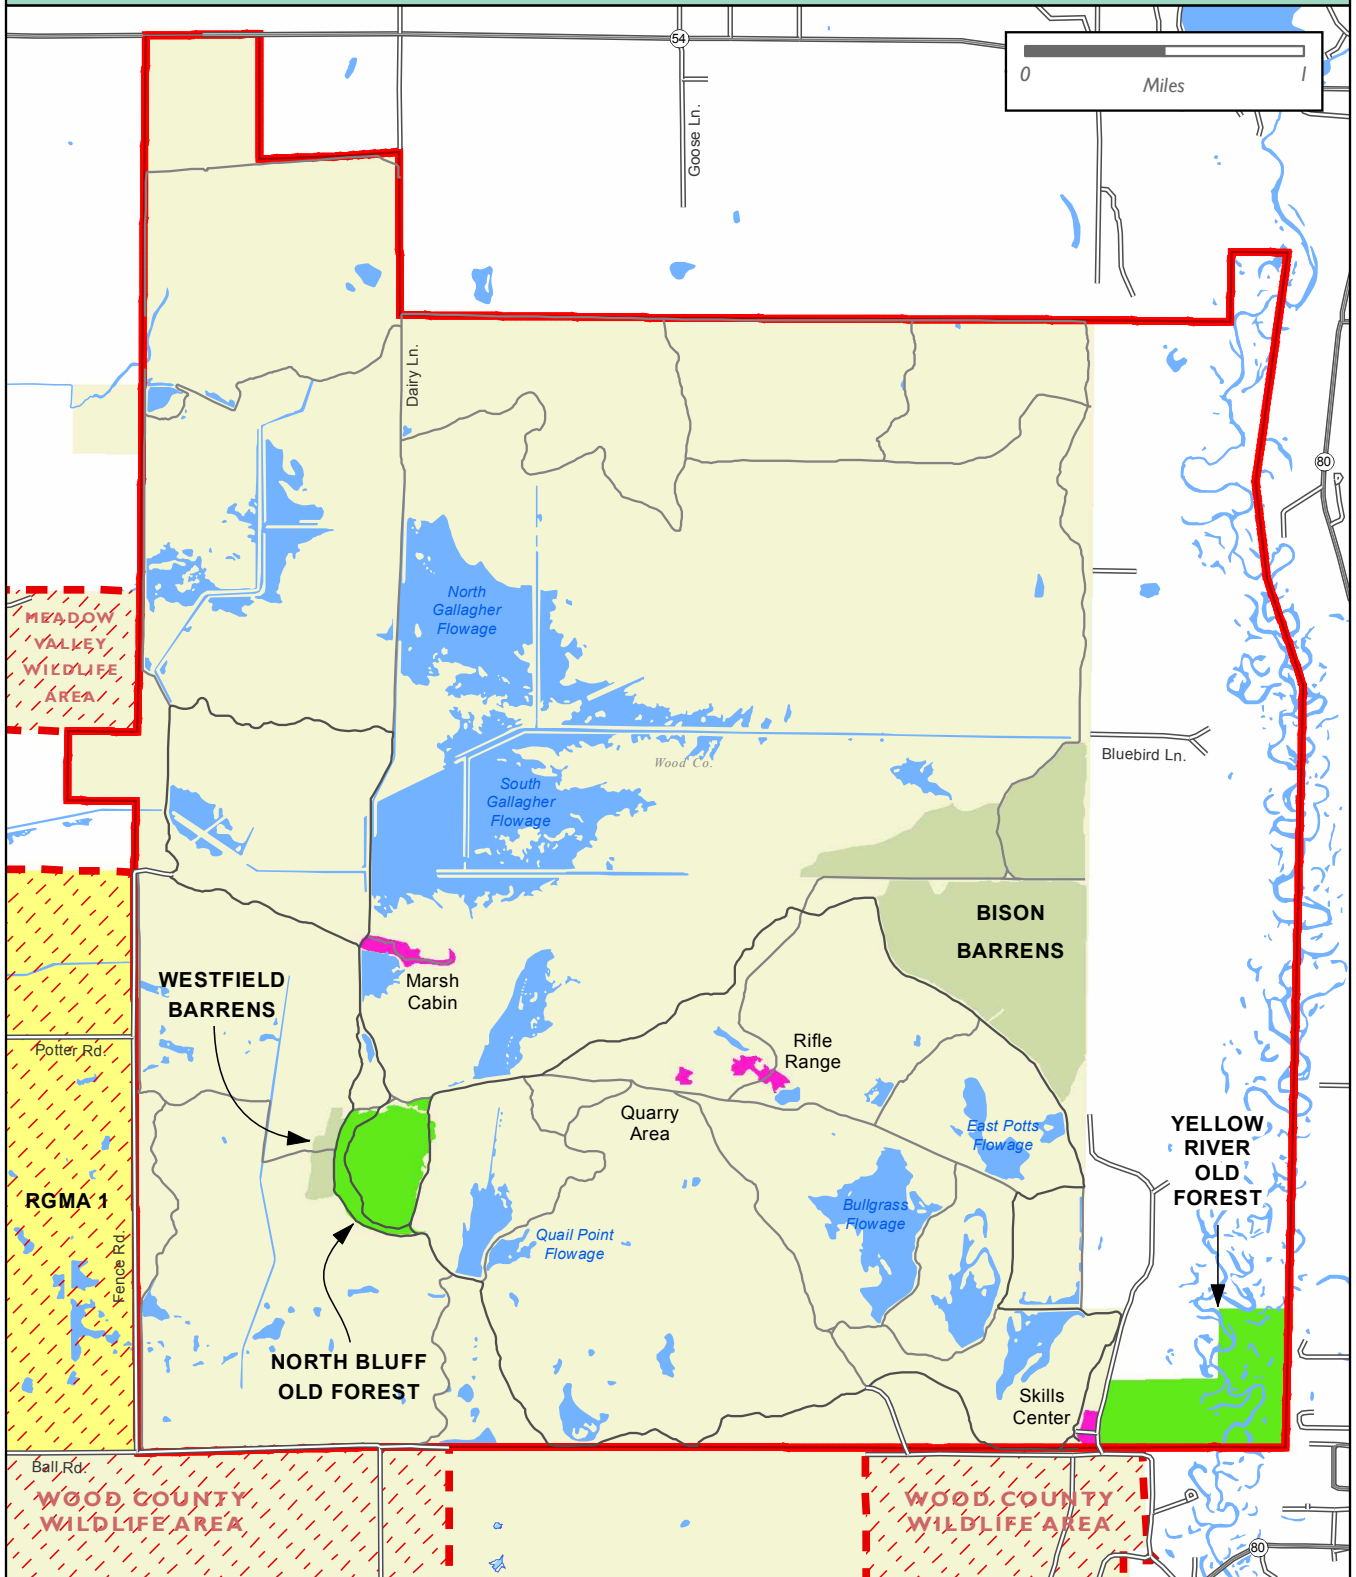 54
0
1
Miles
Goose Ln.
Dairy Ln.
80
North
Gallagher
Flowage
MEADOW
VALLEY
WILDLIFE
AREA
Bluebird Ln.
Wood Co.
South
Gallagher
Flowage
BISON
BARRENS
WESTFIELD
BARRENS
Marsh
Cabin
Rifle
Range
Potter Rd.
Quarry
Area
East Potts
Flowage
YELLOW
RIVER
OLD
FOREST
RGMA 1
Bullgrass
Flowage
Quail Point
Flowage
Fence Rd.
NORTH BLUFF
OLD FOREST
Skills
Center
Ball Rd.
WOOD COUNTY
WILDLIFE AREA
WOOD COUNTY
WILDLIFE AREA
80